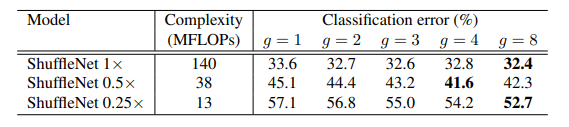 Model Complexity Classification error (%)
(MFLOPs) g = 1 g = 2 g = 3 g = 4 g = 8
ShuffleNet 1× 140 33.6 32.7 32.6 32.8 32.4
ShuffleNet 0.5× 38 45.1 44.4 43.2 41.6 42.3
ShuffleNet 0.25× 13 57.1 56.8 55.0 54.2 52.7